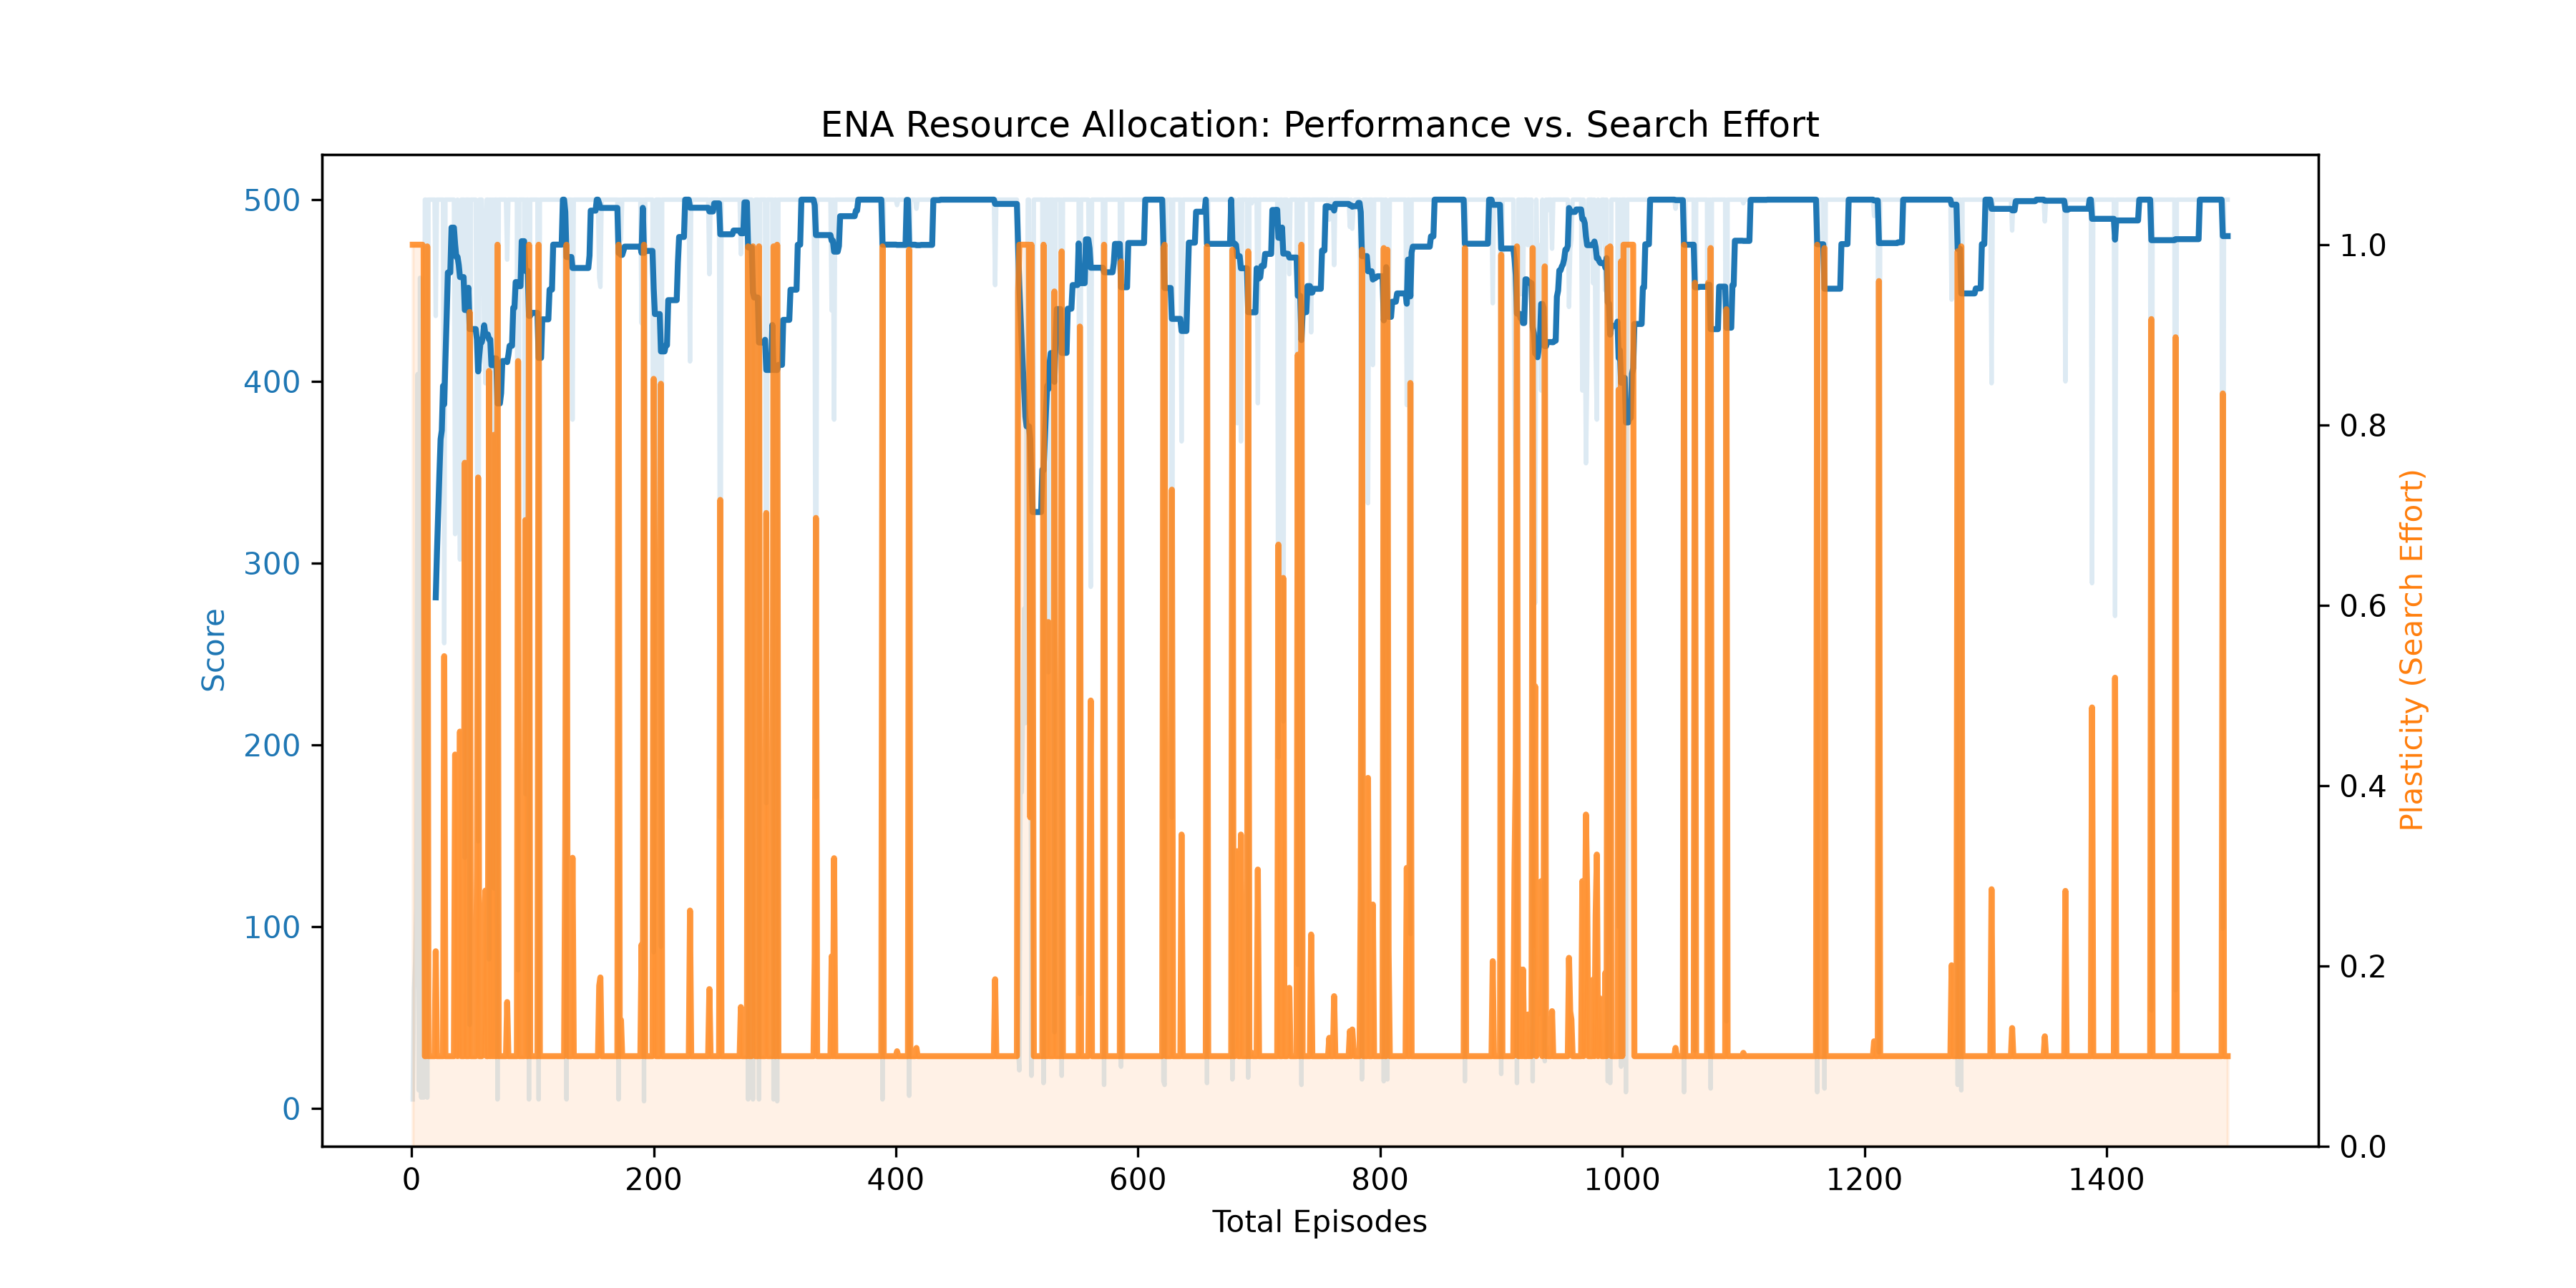 ENA Resource Allocation: Performance vs. Search Effort
500
400
300
200
100
0
Score
1.0
0.8
0.6
0.4
0.2
0.0
Plasticity (Search Effort)
0 200 400 600 800 1000 1200 1400
Total Episodes